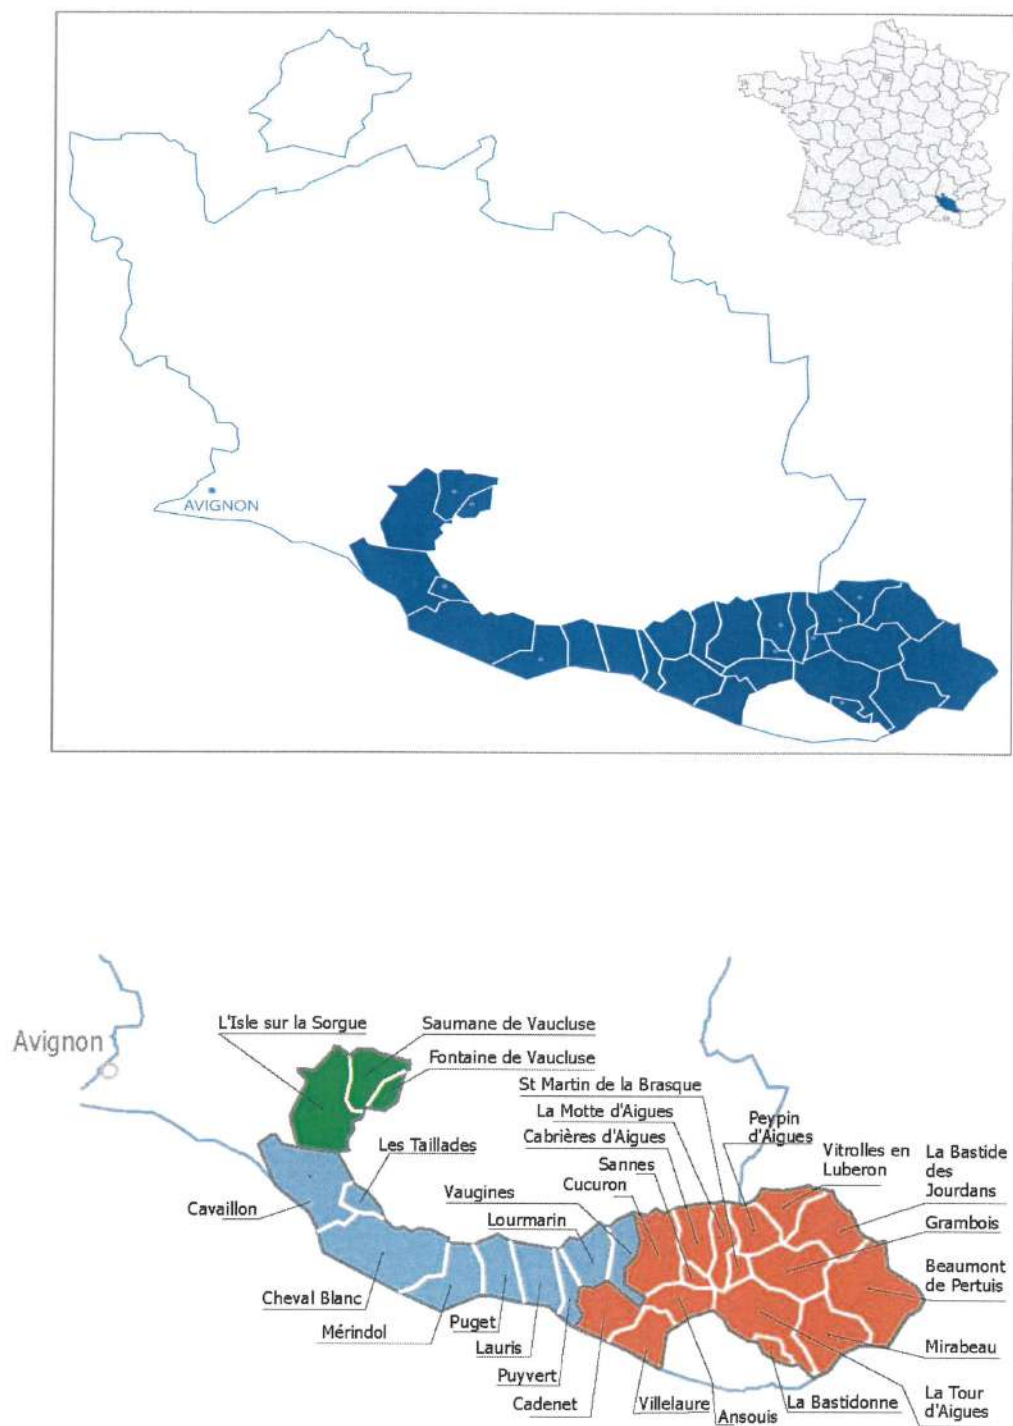 AVIGNON
Avignon
L'Isle sur la Sorgue
Saumane de Vaucluse
Fontaine de Vaucluse
St Martin de la Brasque
La Motte d'Aigues
Peypin
d'Aigues
Cabrières d'Aigues
Les Taillades
Vitrolles en
Luberon
La Bastide
des
Jourdans
Sannes
Cucuron
Vaugines
Cavaillon
Lourmarin
Grambois
Beaumont
de Pertuis
Cheval Blanc
Mérindol
Puget
Lauris
Mirabeau
Puyvert
Cadenet
Villelaure
Ansouis
La Bastidonne
La Tour
d'Aigues